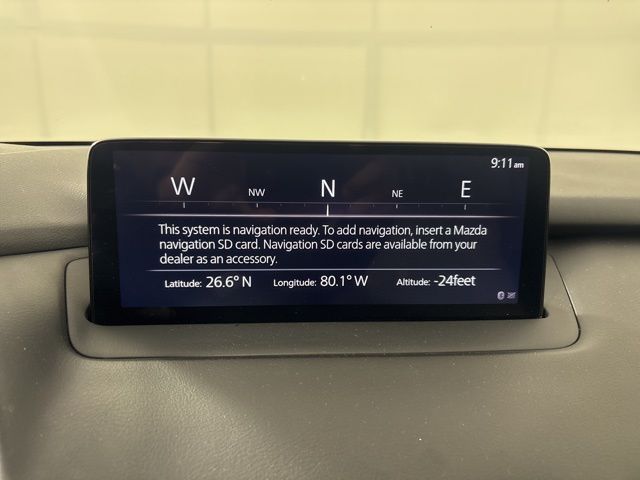 9:11 am
W NW N NE E
This system is navigation ready. To add navigation, insert a Mazda
navigation SD card. Navigation SD cards are available from your
dealer as an accessory.
Latitude: 26.6° N Longitude: 80.1° W Altitude: -24feet